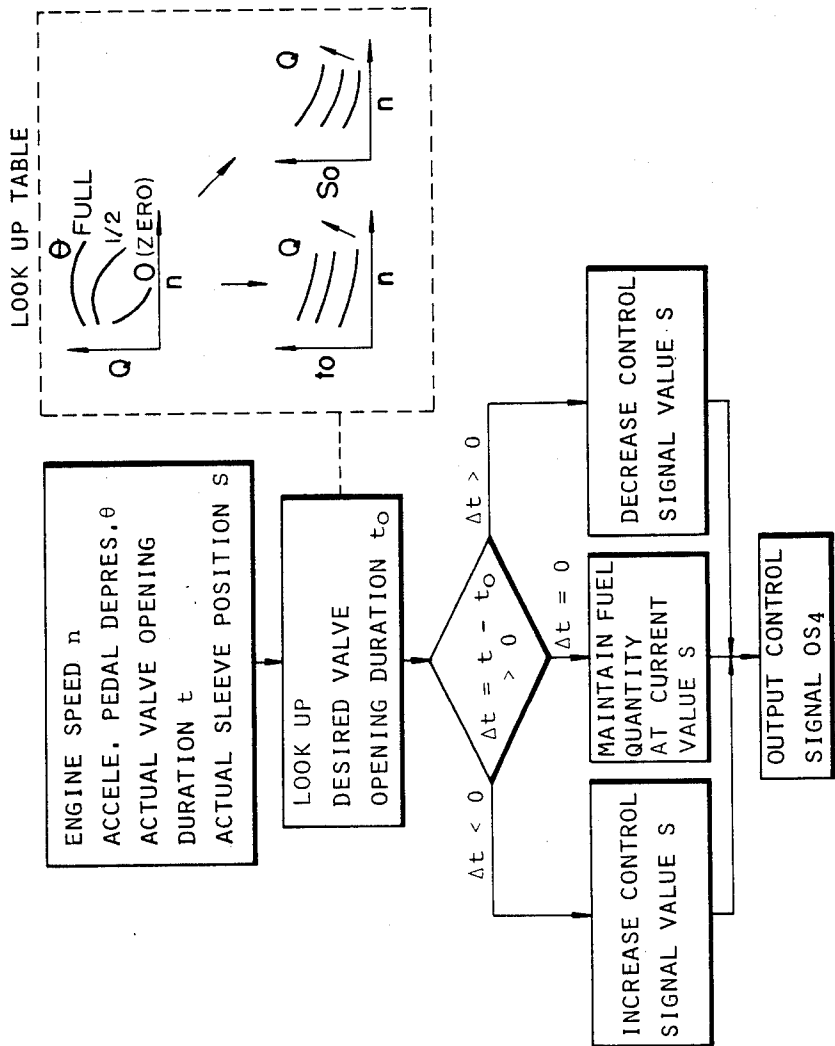 ENGINE SPEED n
ACCELE. PEDAL DEPRES.θ
ACTUAL VALVE OPENING
DURATION t
ACTUAL SLEEVE POSITION S
LOOK UP
DESIRED VALVE
OPENING DURATION to
LOOK UP TABLE
Q
θ
FULL
1/2
0(ZERO)
n
to
Q
n
So
Q
n
Δt = t - to
> 0
Δt < 0
Δt = 0
Δt > 0
INCREASE CONTROL
SIGNAL VALUE S
MAINTAIN FUEL
QUANTITY
AT CURRENT
VALUE S
DECREASE CONTROL
SIGNAL VALUE S
OUTPUT CONTROL
SIGNAL OS4